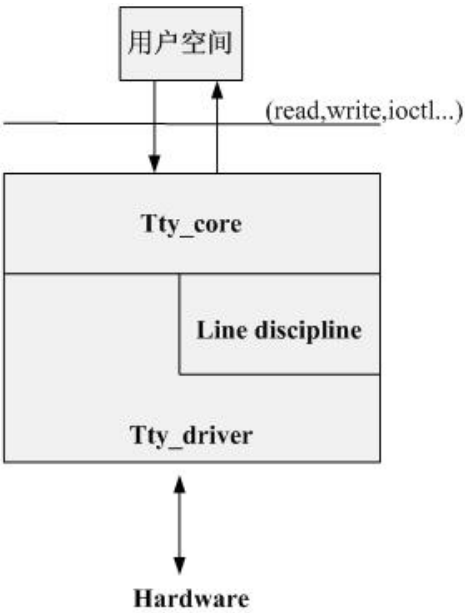 用户空间
(read,write,ioctl...)
Tty_core
Line discipline
Tty_driver
Hardware